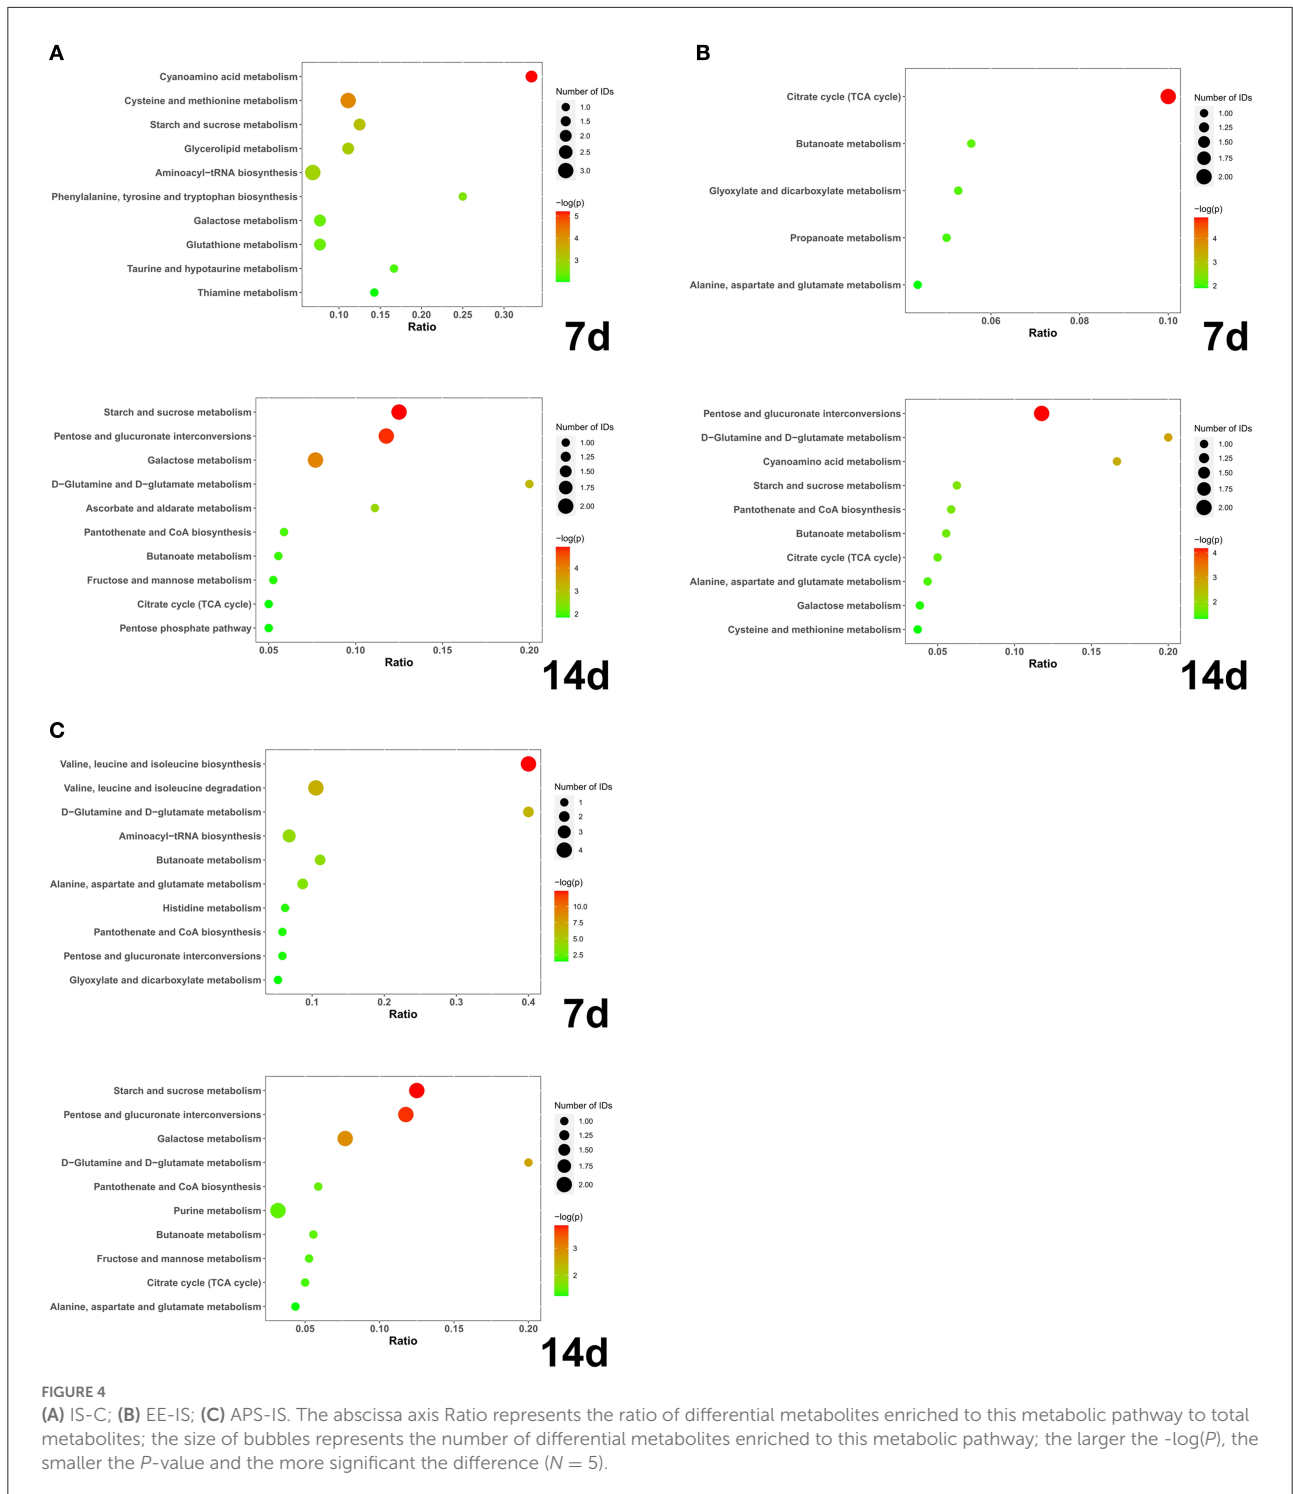 A
Cyanoamino acid metabolism
Cysteine and methionine metabolism
Starch and sucrose metabolism
Glycerolipid metabolism
Aminoacyl−tRNA biosynthesis
Phenylalanine, tyrosine and tryptophan biosynthesis
Galactose metabolism
Glutathione metabolism
Taurine and hypotaurine metabolism
Thiamine metabolism
0.10 0.15 0.20 0.25 0.30
Ratio
Number of IDs
1.0
1.5
2.0
2.5
3.0
−log(p)
5
4
3
7d
B
Citrate cycle (TCA cycle)
Butanoate metabolism
Glyoxylate and dicarboxylate metabolism
Propanoate metabolism
Alanine, aspartate and glutamate metabolism
0.06 0.08 0.10
Ratio
Number of IDs
1.00
1.25
1.50
1.75
2.00
−log(p)
4
3
2
7d
Starch and sucrose metabolism
Pentose and glucuronate interconversions
Galactose metabolism
D−Glutamine and D−glutamate metabolism
Ascorbate and aldarate metabolism
Pantothenate and CoA biosynthesis
Butanoate metabolism
Fructose and mannose metabolism
Citrate cycle (TCA cycle)
Pentose phosphate pathway
0.05 0.10 0.15 0.20
Ratio
Number of IDs
1.00
1.25
1.50
1.75
2.00
−log(p)
4
3
2
14d
Pentose and glucuronate interconversions
D−Glutamine and D−glutamate metabolism
Cyanoamino acid metabolism
Starch and sucrose metabolism
Pantothenate and CoA biosynthesis
Butanoate metabolism
Citrate cycle (TCA cycle)
Alanine, aspartate and glutamate metabolism
Galactose metabolism
Cysteine and methionine metabolism
0.05 0.10 0.15 0.20
Ratio
Number of IDs
1.00
1.25
1.50
1.75
2.00
−log(p)
4
3
2
14d
C
Valine, leucine and isoleucine biosynthesis
Valine, leucine and isoleucine degradation
D−Glutamine and D−glutamate metabolism
Aminoacyl−tRNA biosynthesis
Butanoate metabolism
Alanine, aspartate and glutamate metabolism
Histidine metabolism
Pantothenate and CoA biosynthesis
Pentose and glucuronate interconversions
Glyoxylate and dicarboxylate metabolism
0.1 0.2 0.3 0.4
Ratio
Number of IDs
1
2
3
4
−log(p)
10.0
7.5
5.0
2.5
7d
Starch and sucrose metabolism
Pentose and glucuronate interconversions
Galactose metabolism
D−Glutamine and D−glutamate metabolism
Pantothenate and CoA biosynthesis
Purine metabolism
Butanoate metabolism
Fructose and mannose metabolism
Citrate cycle (TCA cycle)
Alanine, aspartate and glutamate metabolism
0.05 0.10 0.15 0.20
Ratio
Number of IDs
1.00
1.25
1.50
1.75
2.00
−log(p)
3
2
14d
FIGURE 4
(A) IS-C; (B) EE-IS; (C) APS-IS. The abscissa axis Ratio represents the ratio of differential metabolites enriched to this metabolic pathway to total
metabolites; the size of bubbles represents the number of differential metabolites enriched to this metabolic pathway; the larger the -log(P), the
smaller the P-value and the more significant the difference (N = 5).